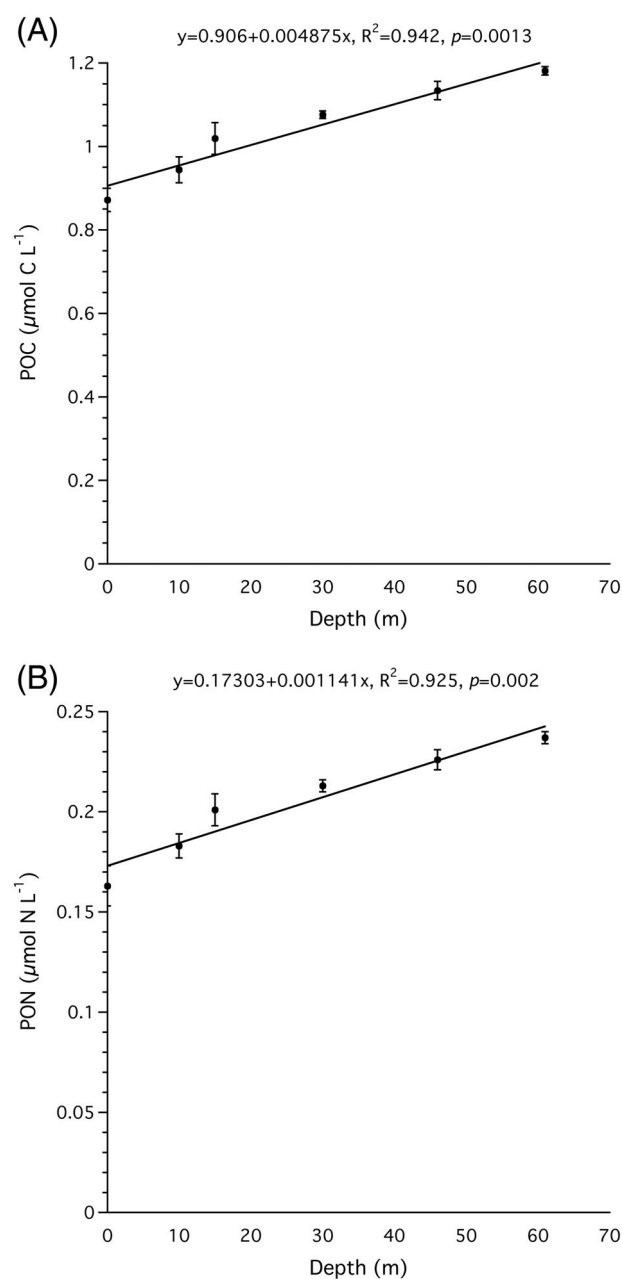 (A)
y=0.906+0.004875x, R²=0.942, p=0.0013
1.2
1
0.8
0.6
0.4
0.2
0
POC (µmol C L⁻¹)
0 10 20 30 40 50 60 70
Depth (m)
(B)
y=0.17303+0.001141x, R²=0.925, p=0.002
0.25
0.2
0.15
0.1
0.05
0
PON (µmol N L⁻¹)
0 10 20 30 40 50 60 70
Depth (m)